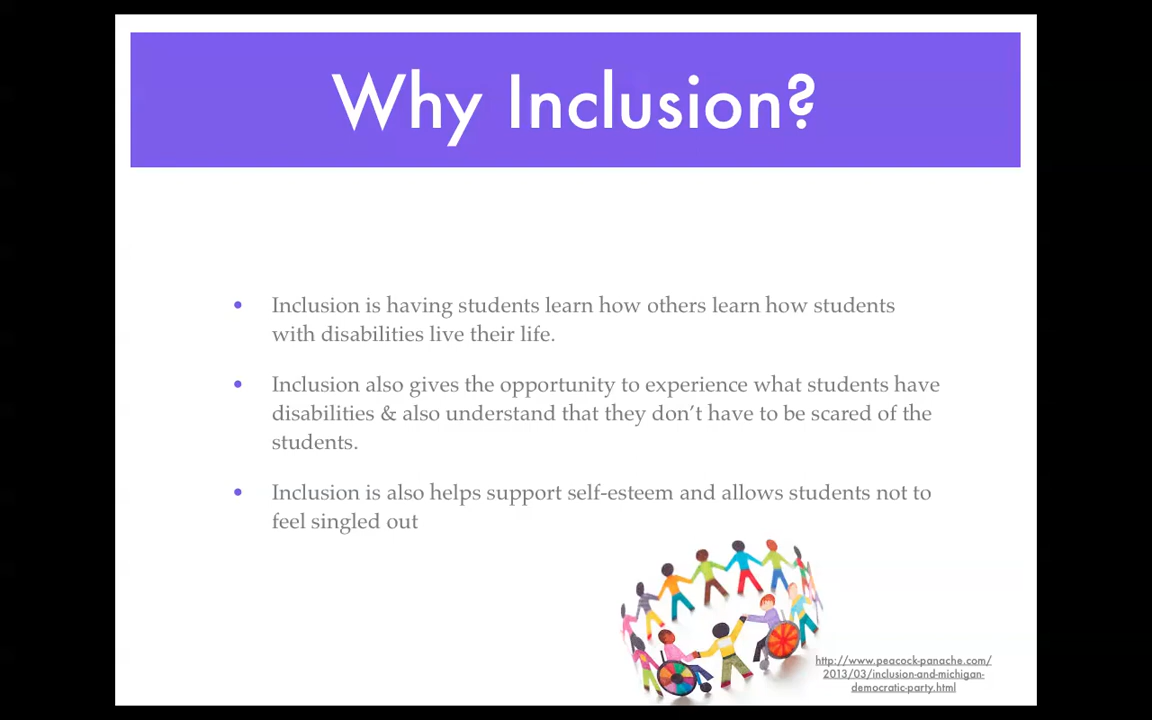 Why Inclusion?
• Inclusion is having students learn how others learn how students
with disabilities live their life.
• Inclusion also gives the opportunity to experience what students have
disabilities & also understand that they don’t have to be scared of the
students.
• Inclusion is also helps support self-esteem and allows students not to
feel singled out
http://www.peacock-panache.com/
2013/03/inclusion-and-michigan-
democratic-party.html